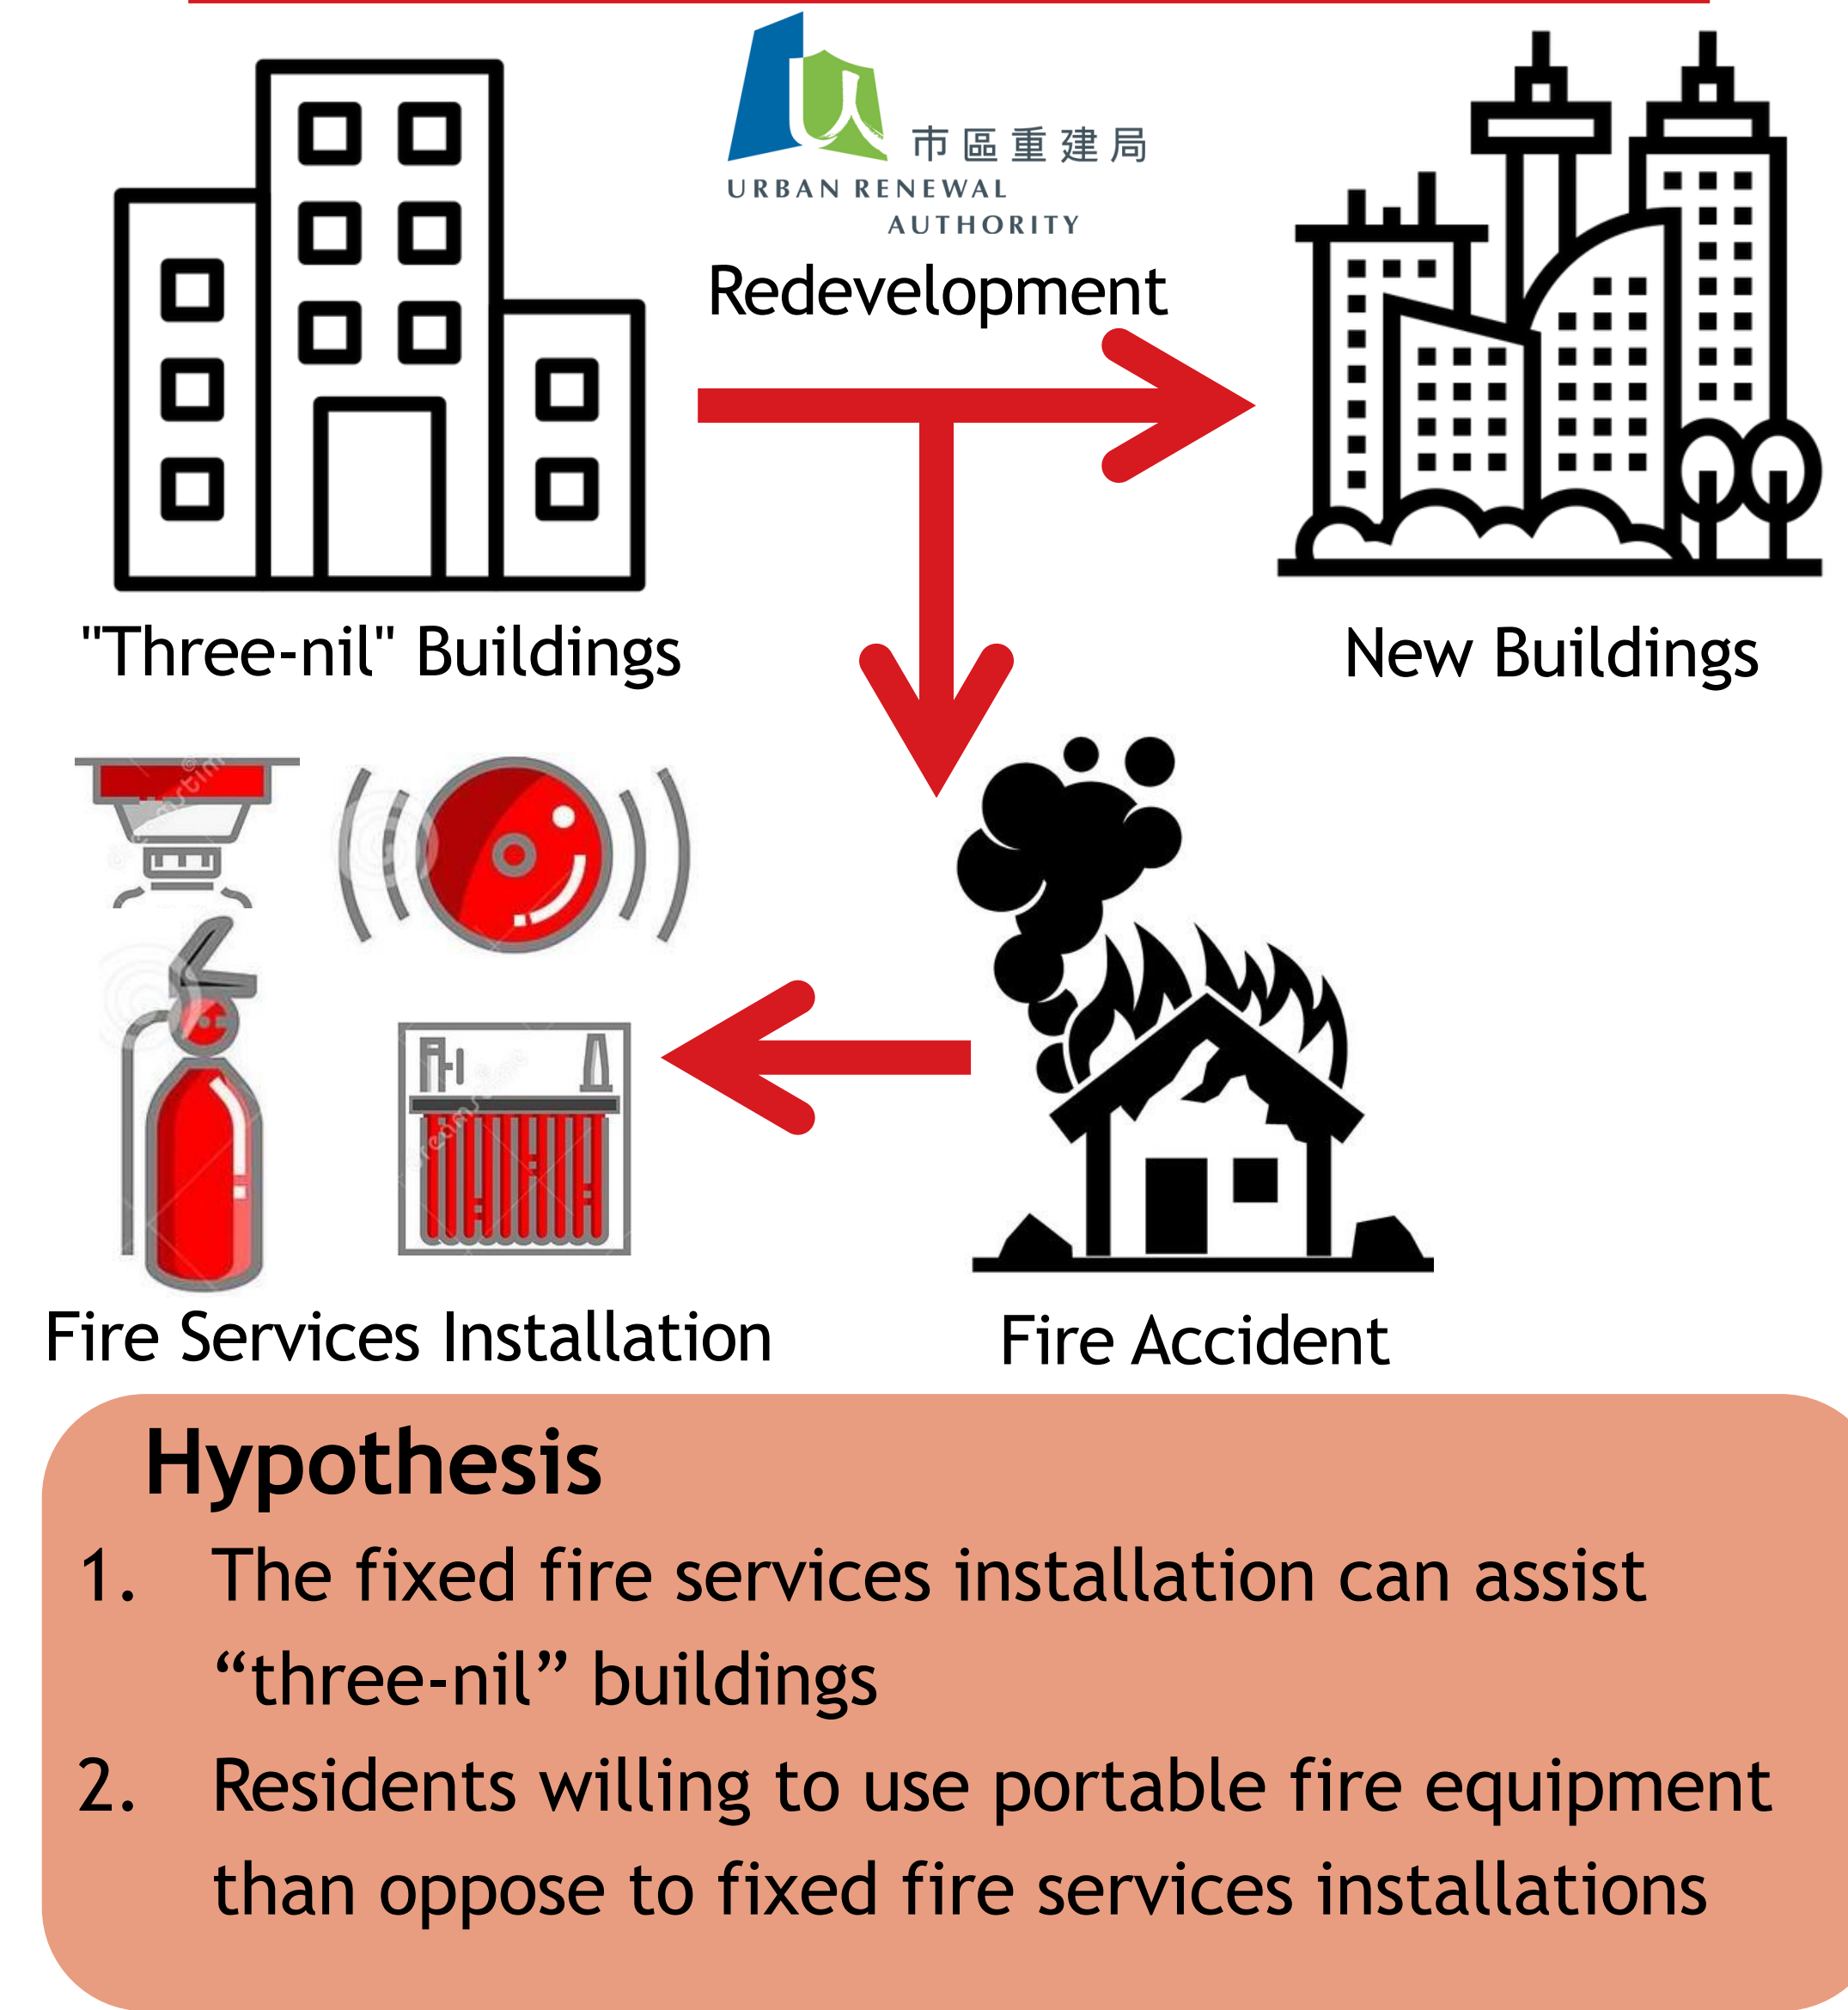 市區重建局
URBAN RENEWAL
AUTHORITY
Redevelopment
"Three-nil" Buildings
New Buildings
Fire Services Installation
Fire Accident
Hypothesis
1. The fixed fire services installation can assist
“three-nil” buildings
2. Residents willing to use portable fire equipment
than oppose to fixed fire services installations